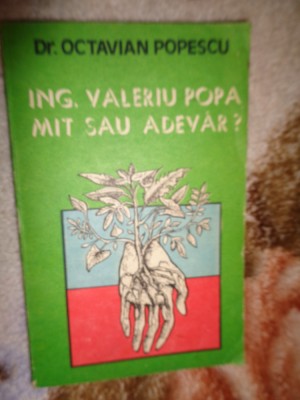 Dr. OCTAVIAN POPESCU
ING. VALERIU POPA
MIT SAU ADEVĂR?